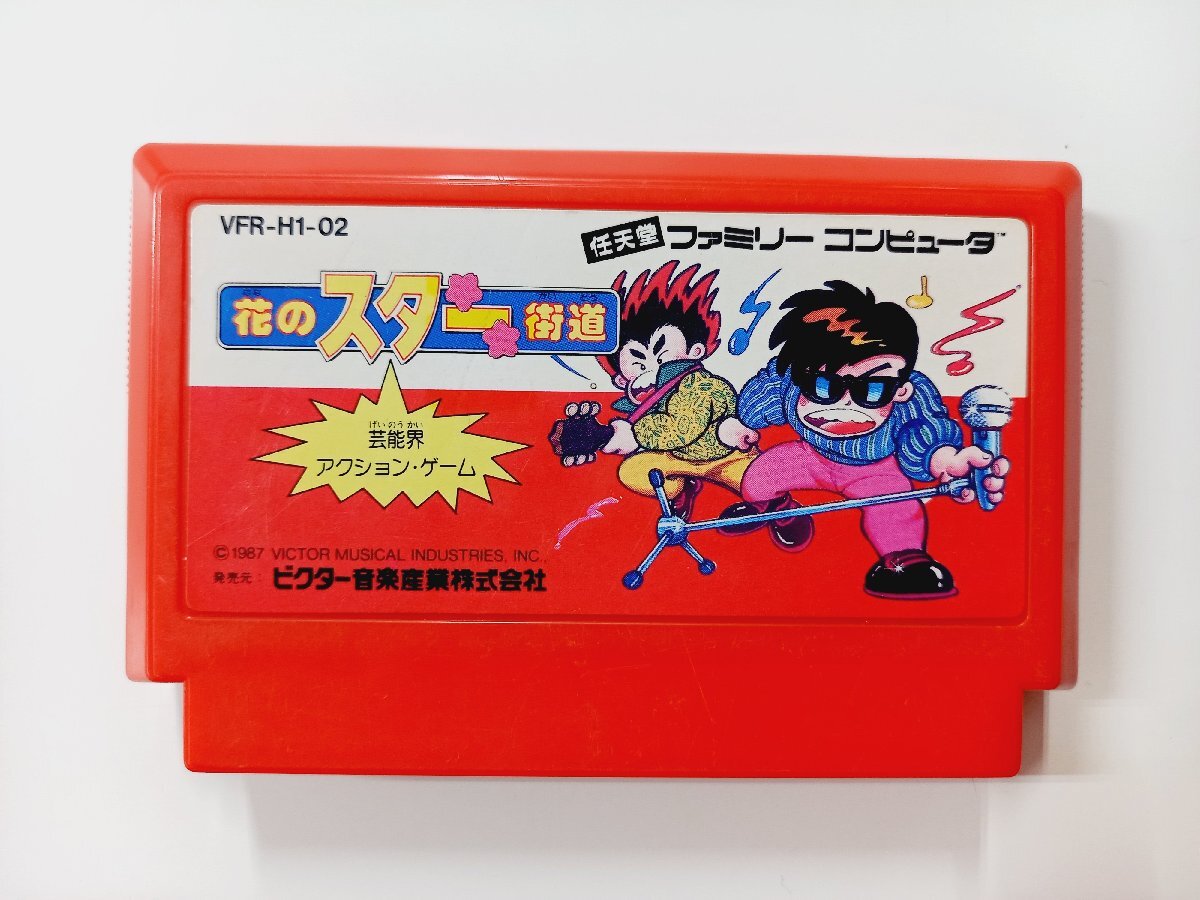 VFR-H1-02
任天堂 ファミリー コンピュータ™
花のスター街道
げいのうかい
芸能界
アクション・ゲーム
©1987 VICTOR MUSICAL INDUSTRIES, INC.,
発売元：ビクター音楽産業株式会社